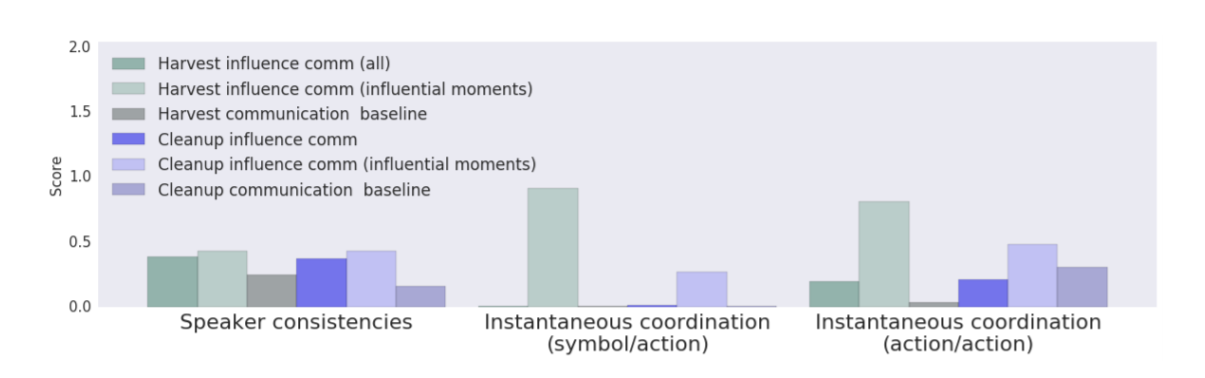 2.0
1.5
1.0
0.5
0.0
Score
Harvest influence comm (all)
Harvest influence comm (influential moments)
Harvest communication  baseline
Cleanup influence comm
Cleanup influence comm (influential moments)
Cleanup communication  baseline
Speaker consistencies
Instantaneous coordination
(symbol/action)
Instantaneous coordination
(action/action)